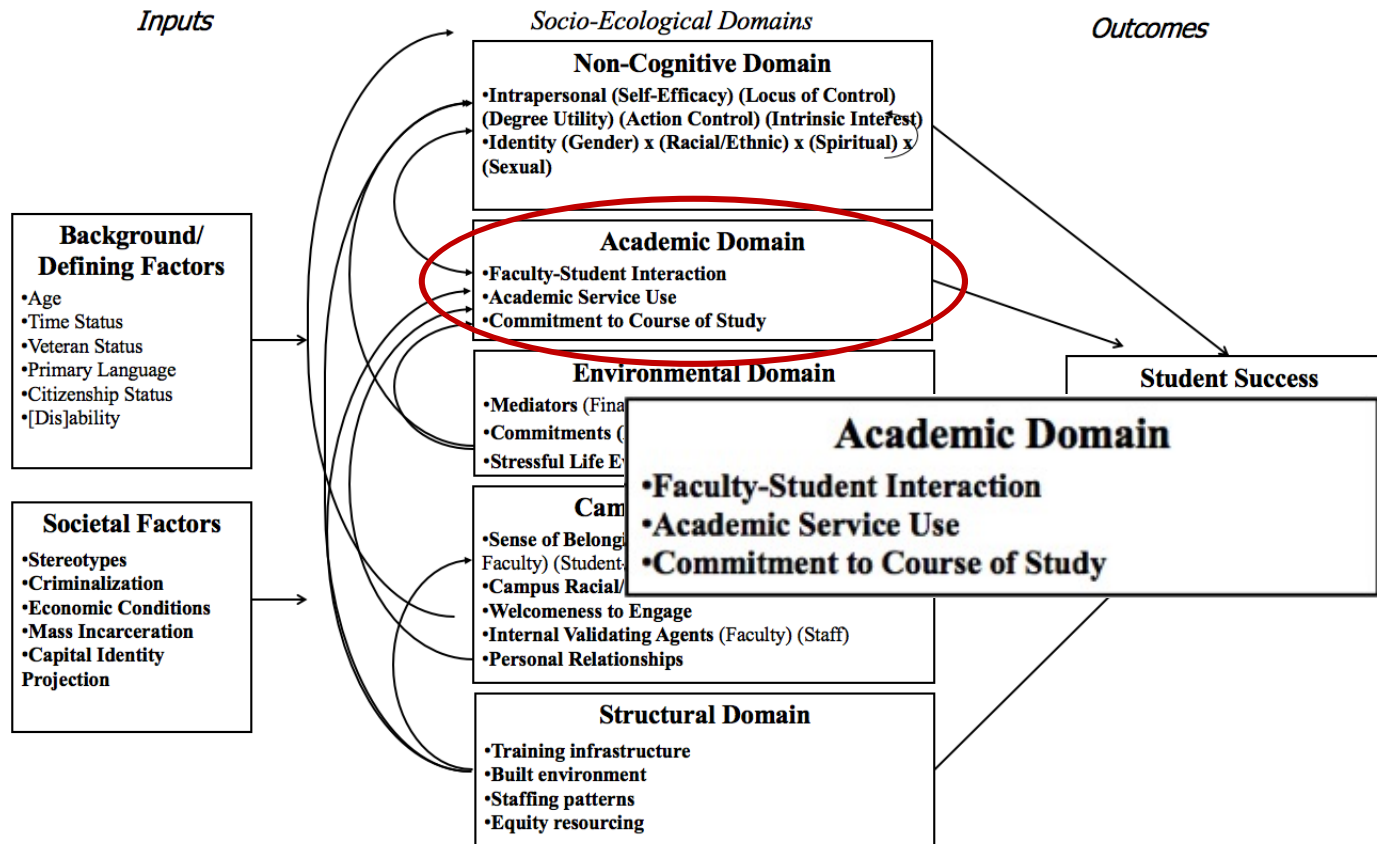 Inputs
Socio-Ecological Domains
Outcomes
Non-Cognitive Domain
•Intrapersonal (Self-Efficacy) (Locus of Control)
(Degree Utility) (Action Control) (Intrinsic Interest)
•Identity (Gender) x (Racial/Ethnic) x (Spiritual) x
(Sexual)
Background/
Defining Factors
•Age
•Time Status
•Veteran Status
•Primary Language
•Citizenship Status
•[Dis]ability
Academic Domain
•Faculty-Student Interaction
•Academic Service Use
•Commitment to Course of Study
Environmental Domain
•Mediators
•Commitments
•Stressful Life
Student Success
Academic Domain
•Faculty-Student Interaction
•Academic Service Use
•Commitment to Course of Study
Societal Factors
•Stereotypes
•Criminalization
•Economic Conditions
•Mass Incarceration
•Capital Identity
Projection
•Sense of
Faculty)
•Campus Racial/
•Welcomeness to Engage
•Internal Validating Agents (Faculty) (Staff)
•Personal Relationships
Structural Domain
•Training infrastructure
•Built environment
•Staffing patterns
•Equity resourcing